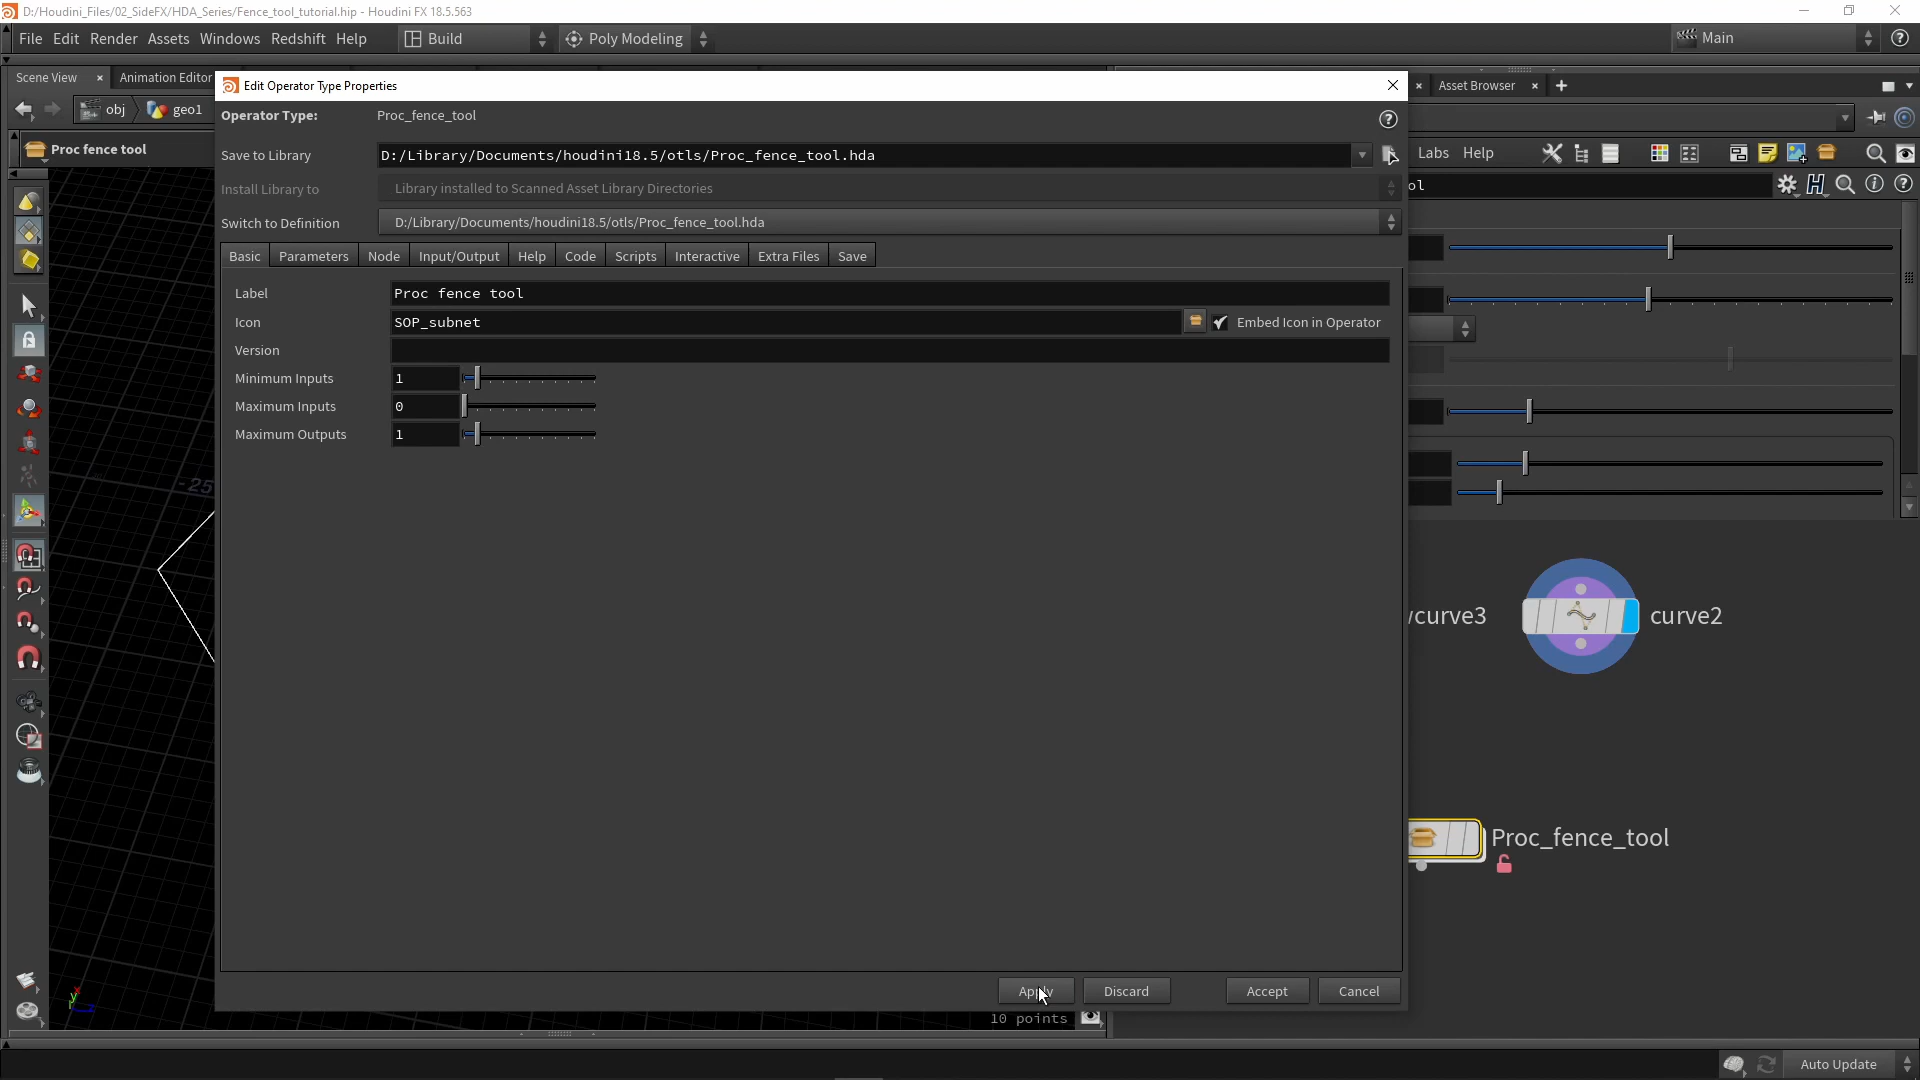 D:/Houdini_Files/02_SideFX/HDA_Series/Fence_tool_tutorial.hip - Houdini FX 18.5.563
File Edit Render Assets Windows Redshift Help Build Poly Modeling Main
Scene View Animation Editor Asset Browser
obj geo1
Proc fence tool
Labs Help
ol
Edit Operator Type Properties
Operator Type: Proc_fence_tool
Save to Library D:/Library/Documents/houdini18.5/otls/Proc_fence_tool.hda
Install Library to Library installed to Scanned Asset Library Directories
Switch to Definition D:/Library/Documents/houdini18.5/otls/Proc_fence_tool.hda
Basic Parameters Node Input/Output Help Code Scripts Interactive Extra Files Save
Label Proc fence tool
Icon SOP_subnet Embed Icon in Operator
Version
Minimum Inputs 1
Maximum Inputs 0
Maximum Outputs 1
Apply Discard Accept Cancel
-25
curve3
curve2
Proc_fence_tool
10 points
Auto Update